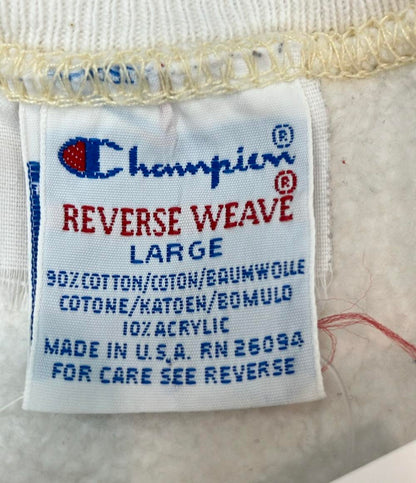 Champion®
REVERSE WEAVE®
LARGE
90% COTTON/COTON/BAUMWOLLE
COTONE/KATOEN/BOMULD
10% ACRYLIC
MADE IN U.S.A. RN 26094
FOR CARE SEE REVERSE